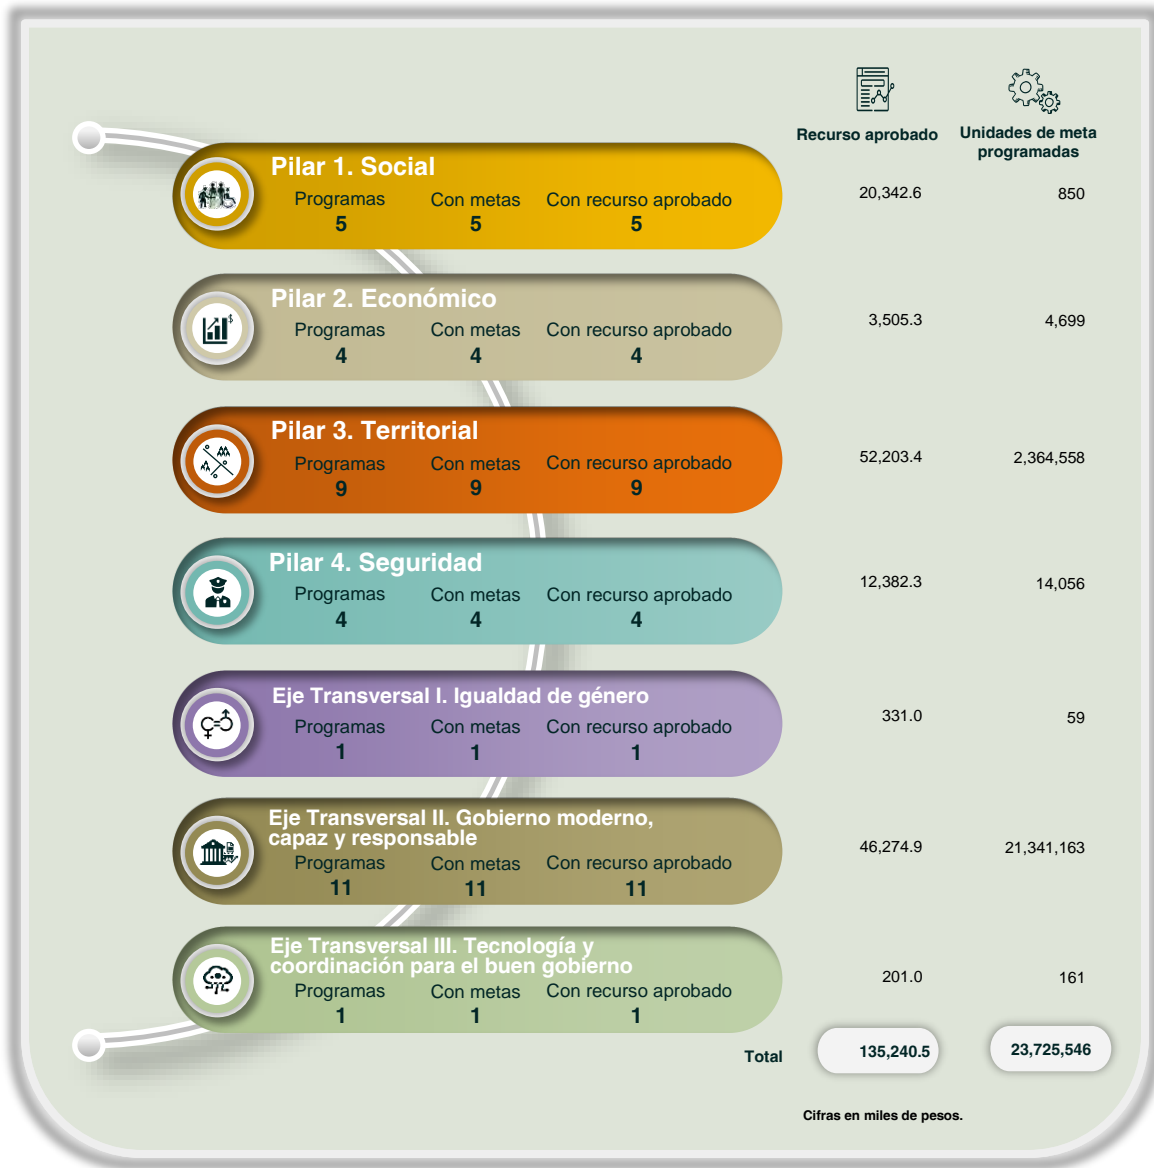 Recurso aprobado
Unidades de meta
programadas
Pilar 1. Social
Programas Con metas Con recurso aprobado
5 5 5
20,342.6 850
Pilar 2. Económico
Programas Con metas Con recurso aprobado
4 4 4
3,505.3 4,699
Pilar 3. Territorial
Programas Con metas Con recurso aprobado
9 9 9
52,203.4 2,364,558
Pilar 4. Seguridad
Programas Con metas Con recurso aprobado
4 4 4
12,382.3 14,056
Eje Transversal I. Igualdad de género
Programas Con metas Con recurso aprobado
1 1 1
331.0 59
Eje Transversal II. Gobierno moderno,
capaz y responsable
Programas Con metas Con recurso aprobado
11 11 11
46,274.9 21,341,163
Eje Transversal III. Tecnología y
coordinación para el buen gobierno
Programas Con metas Con recurso aprobado
1 1 1
201.0 161
Total 135,240.5 23,725,546
Cifras en miles de pesos.